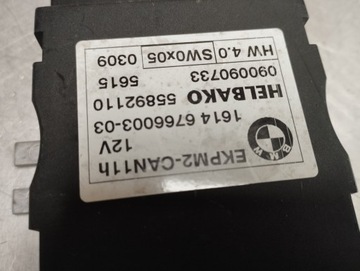 BMW
EKPM2-CAN11h
12V
1614 6766003-03
HELBAKO 55892110
090090733 5615
HW 4.0 SW0x05 0309